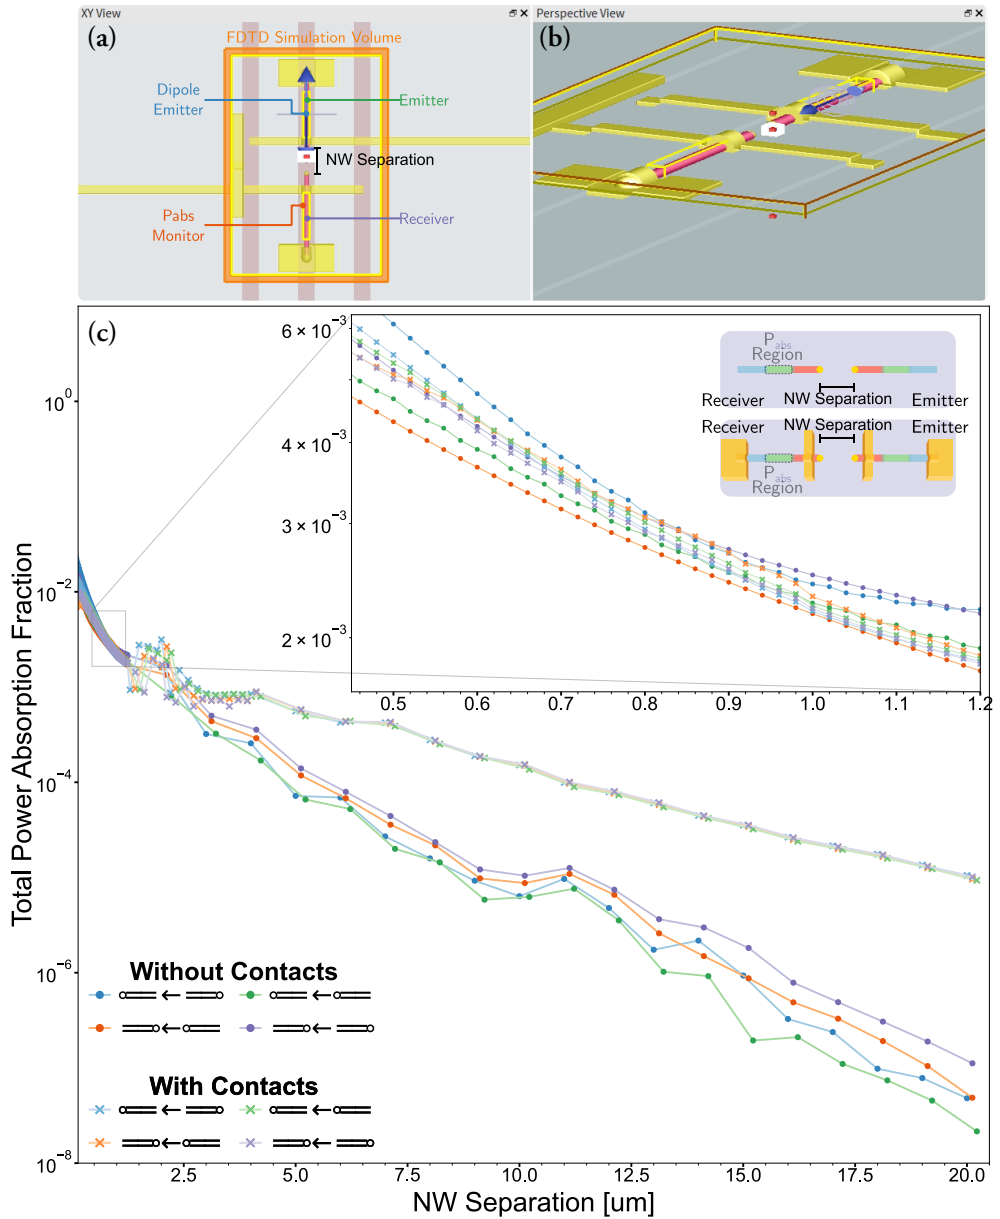 XY View
Perspective View
(a)
FDTD Simulation Volume
Dipole
Emitter
Emitter
NW Separation
Pabs
Monitor
Receiver
(b)
(c)
Total Power Absorption Fraction
10⁰
10⁻²
10⁻⁴
10⁻⁶
10⁻⁸
6 × 10⁻³
4 × 10⁻³
3 × 10⁻³
2 × 10⁻³
0.5 0.6 0.7 0.8 0.9 1.0 1.1 1.2
P_abs
Region
Receiver NW Separation Emitter
Receiver NW Separation Emitter
P_abs
Region
Without Contacts
With Contacts
2.5 5.0 7.5 10.0 12.5 15.0 17.5 20.0
NW Separation [um]